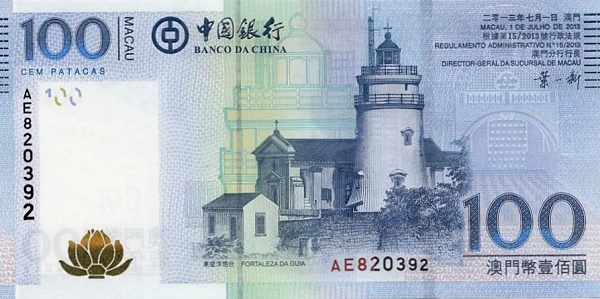 100
CEM PATACAS
MACAU
中國銀行
BANCO DA CHINA
二零一三年七月一日 澳門
MACAU, 1 DE JULHO DE 2013
根據第15/2013號行政法規
REGULAMENTO ADMINISTRATIVO N.º 15/2013
澳門分行行長
DIRECTOR-GERAL DA SUCURSAL DE MACAU
葉一新
100
AE820392
東望洋炮台 FORTALEZA DA GUIA
AE820392
100
澳門幣壹佰圓